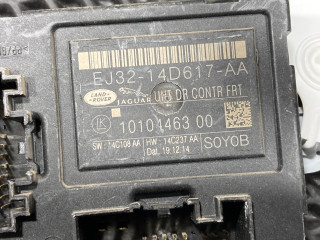 EJ32-14D617-AA
LAND-
ROVER
JAGUAR
UNIT DR CONTR FRT
10101463 00
SW: 14C108 AA HW: 14C237 AA
Dat. 19.12.14
SOYOB